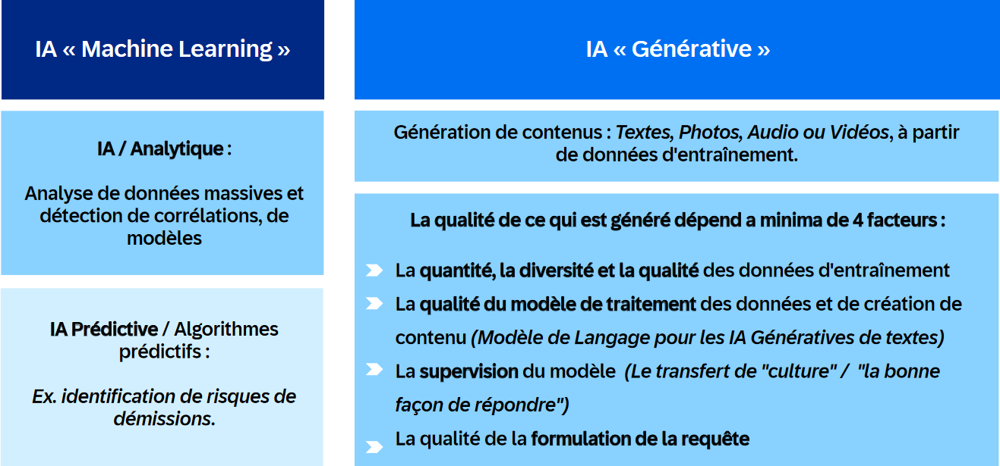 IA « Machine Learning »
IA / Analytique :
Analyse de données massives et
détection de corrélations, de
modèles
IA Prédictive / Algorithmes
prédictifs :
Ex. identification de risques de
démissions.
IA « Générative »
Génération de contenus : Textes, Photos, Audio ou Vidéos, à partir
de données d'entraînement.
La qualité de ce qui est généré dépend a minima de 4 facteurs :
La quantité, la diversité et la qualité des données d'entraînement
La qualité du modèle de traitement des données et de création de
contenu (Modèle de Langage pour les IA Génératives de textes)
La supervision du modèle (Le transfert de "culture" / "la bonne
façon de répondre")
La qualité de la formulation de la requête